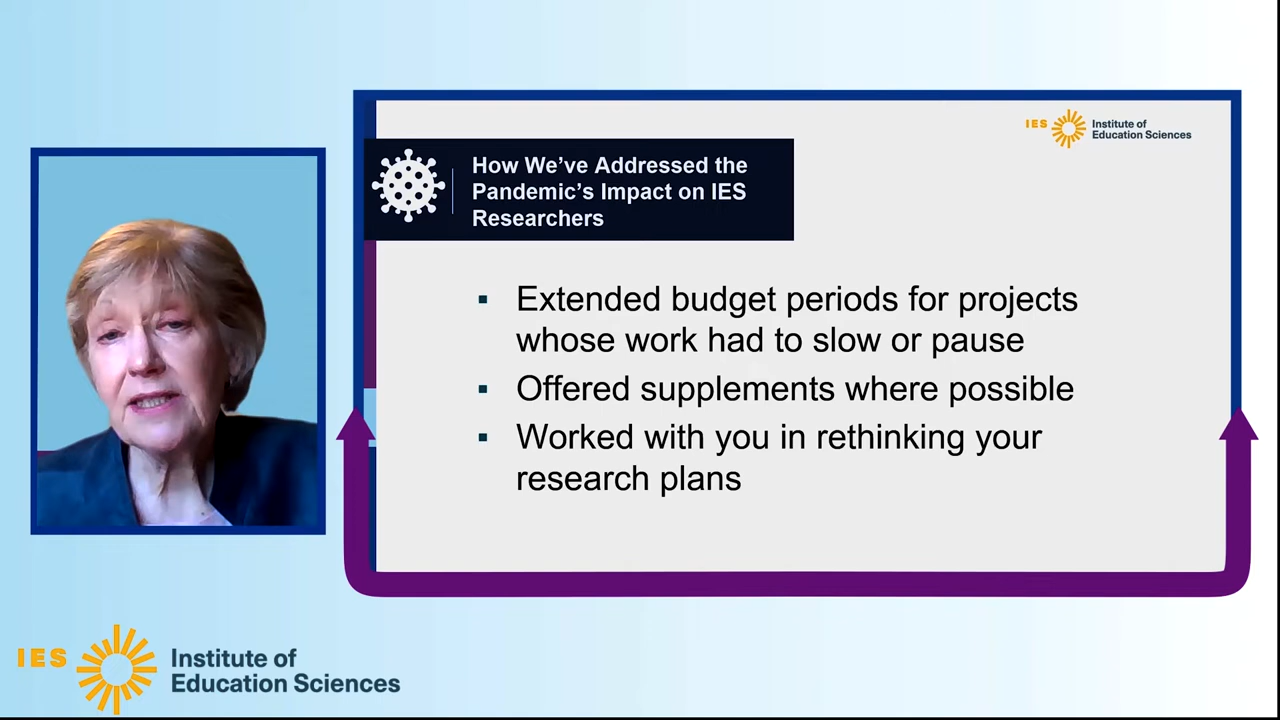 IES Institute of
Education Sciences
How We’ve Addressed the
Pandemic’s Impact on IES
Researchers
▪ Extended budget periods for projects
whose work had to slow or pause
▪ Offered supplements where possible
▪ Worked with you in rethinking your
research plans
IES Institute of
Education Sciences